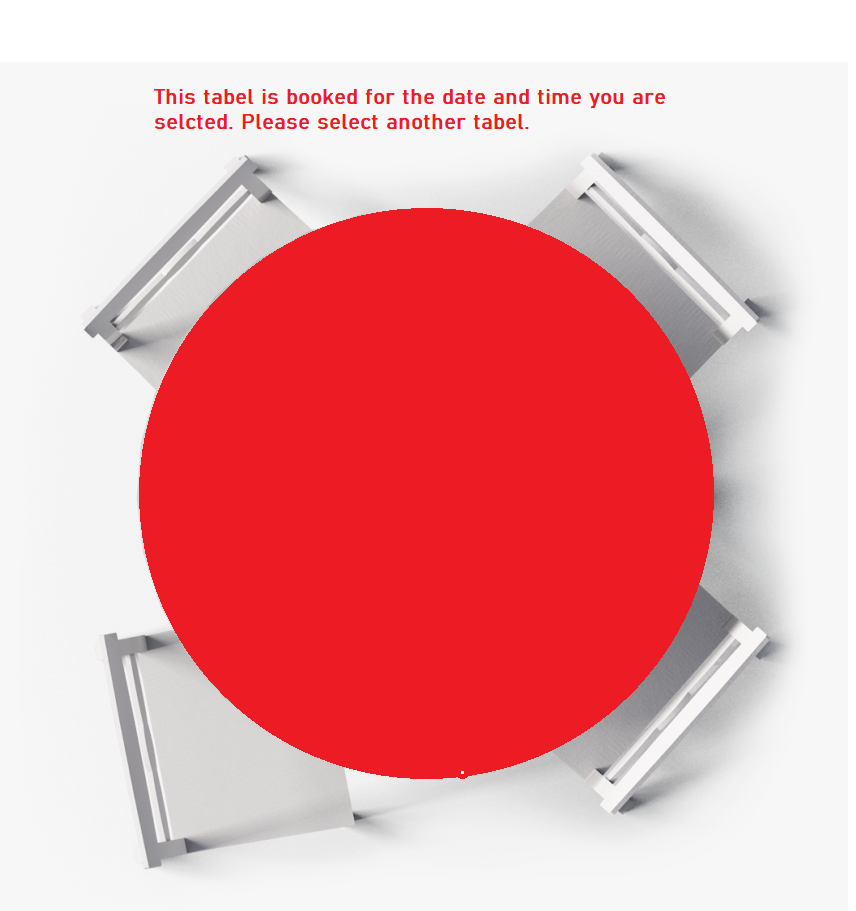 This tabel is booked for the date and time you are
selcted. Please select another tabel.